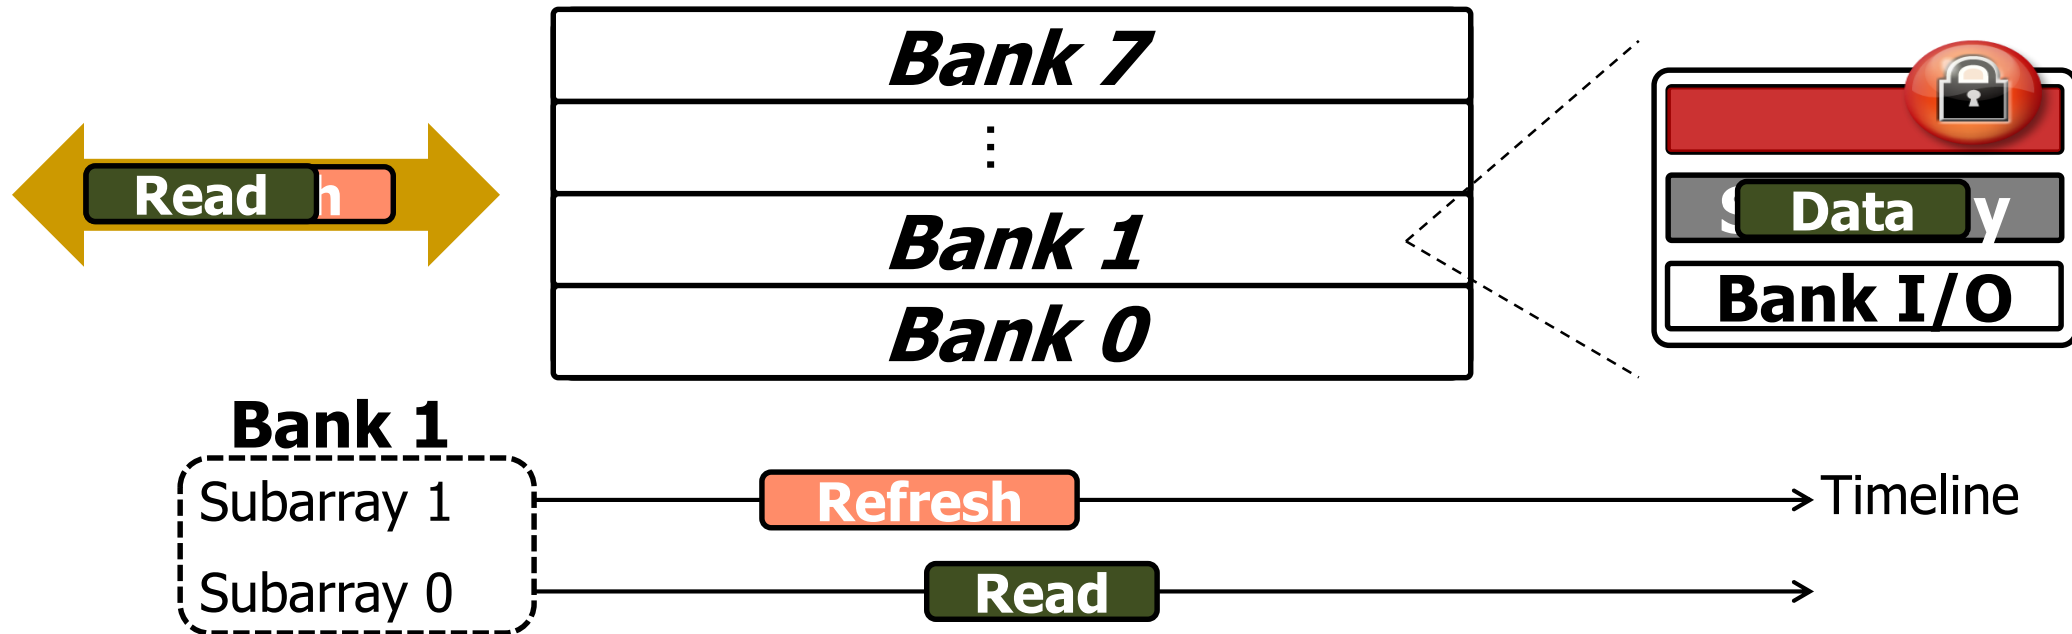 Bank 7
⋮
Read h
Bank 1
Bank 0
S Data y
Bank I/O
Bank 1
Subarray 1
Refresh
Timeline
Subarray 0
Read